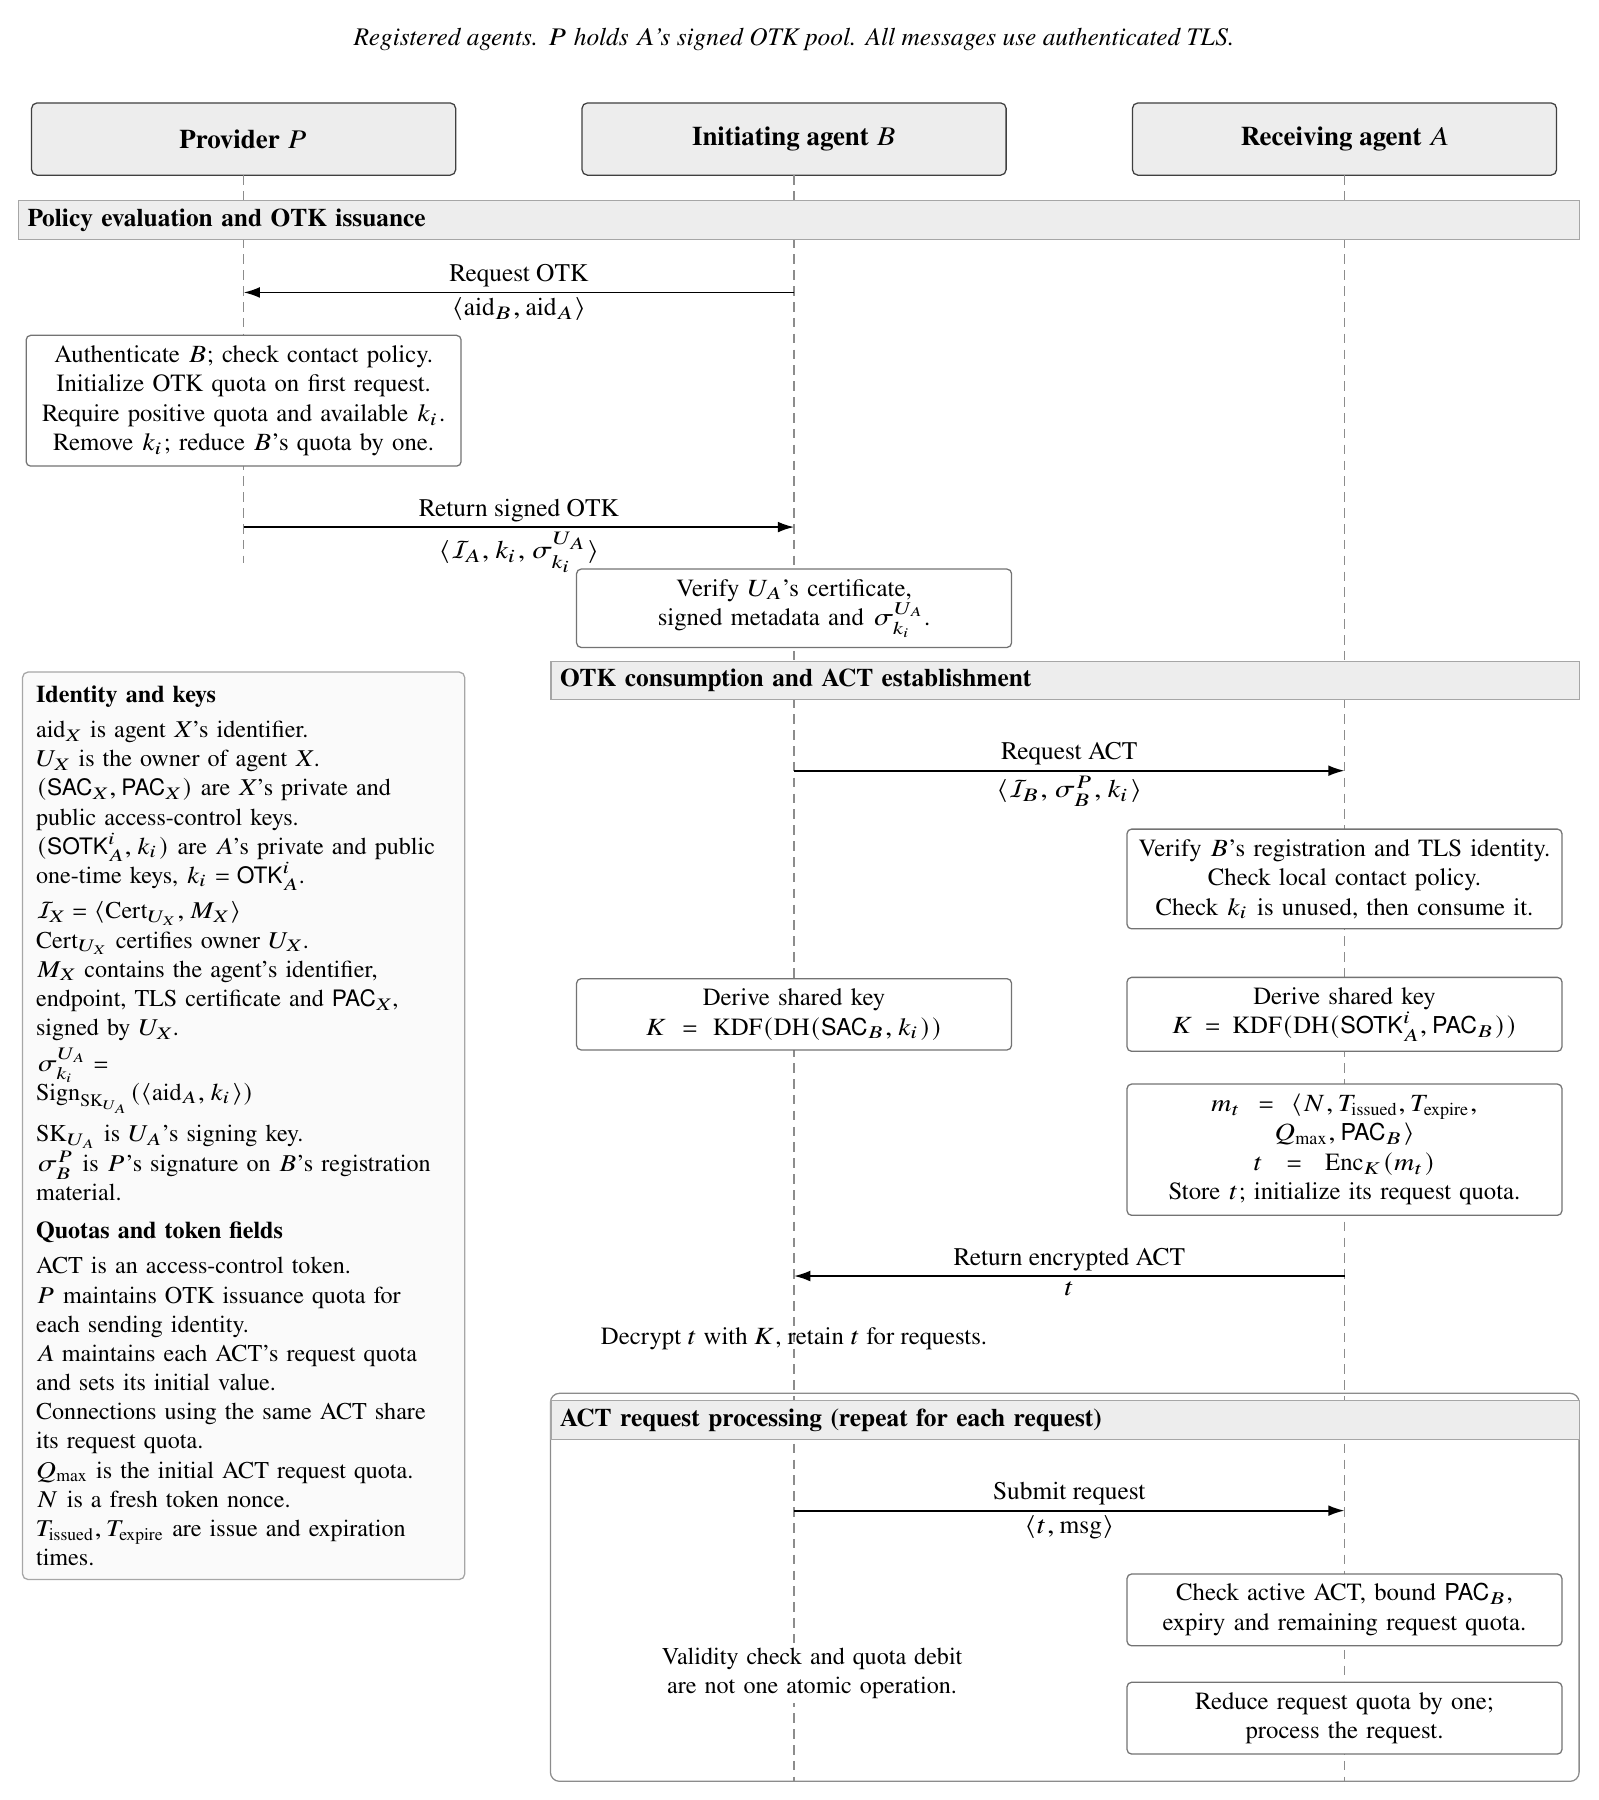 Registered agents. P holds A's signed OTK pool. All messages use authenticated TLS.
Provider P
Initiating agent B
Receiving agent A
Policy evaluation and OTK issuance
Request OTK
⟨aid_B, aid_A⟩
Authenticate B; check contact policy.
Initialize OTK quota on first request.
Require positive quota and available k_i.
Remove k_i; reduce B's quota by one.
Return signed OTK
⟨I_A, k_i, σ_{k_i}^{U_A}⟩
Verify U_A's certificate,
signed metadata and σ_{k_i}^{U_A}.
OTK consumption and ACT establishment
Request ACT
⟨I_B, σ_B^P, k_i⟩
Verify B's registration and TLS identity.
Check local contact policy.
Check k_i is unused, then consume it.
Derive shared key
K = KDF(DH(SAC_B, k_i))
Derive shared key
K = KDF(DH(SOTK_A^i, PAC_B))
m_t = ⟨N, T_issued, T_expire,
Q_max, PAC_B⟩
t = Enc_K(m_t)
Store t; initialize its request quota.
Return encrypted ACT
t
Decrypt t with K, retain t for requests.
ACT request processing (repeat for each request)
Submit request
⟨t, msg⟩
Check active ACT, bound PAC_B,
expiry and remaining request quota.
Validity check and quota debit
are not one atomic operation.
Reduce request quota by one;
process the request.
Identity and keys
aid_X is agent X's identifier.
U_X is the owner of agent X.
(SAC_X, PAC_X) are X's private and
public access-control keys.
(SOTK_A^i, k_i) are A's private and public
one-time keys, k_i = OTK_A^i.
I_X = ⟨Cert_{U_X}, M_X⟩
Cert_{U_X} certifies owner U_X.
M_X contains the agent's identifier,
endpoint, TLS certificate and PAC_X,
signed by U_X.
σ_{k_i}^{U_A} =
Sign_{SK_{U_A}} (⟨aid_A, k_i⟩)
SK_{U_A} is U_A's signing key.
σ_B^P is P's signature on B's registration
material.
Quotas and token fields
ACT is an access-control token.
P maintains OTK issuance quota for
each sending identity.
A maintains each ACT's request quota
and sets its initial value.
Connections using the same ACT share
its request quota.
Q_max is the initial ACT request quota.
N is a fresh token nonce.
T_issued, T_expire are issue and expiration
times.